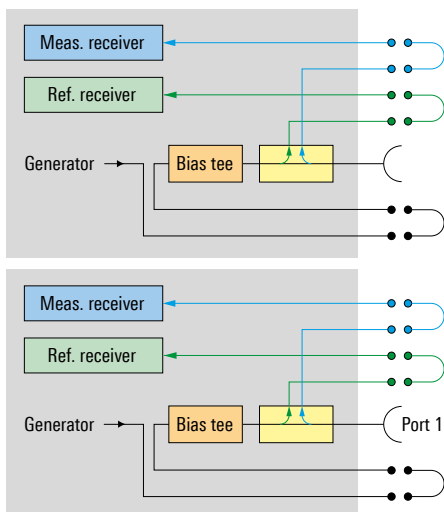 Meas. receiver
Ref. receiver
Generator
Bias tee
Meas. receiver
Ref. receiver
Generator
Bias tee
Port 1